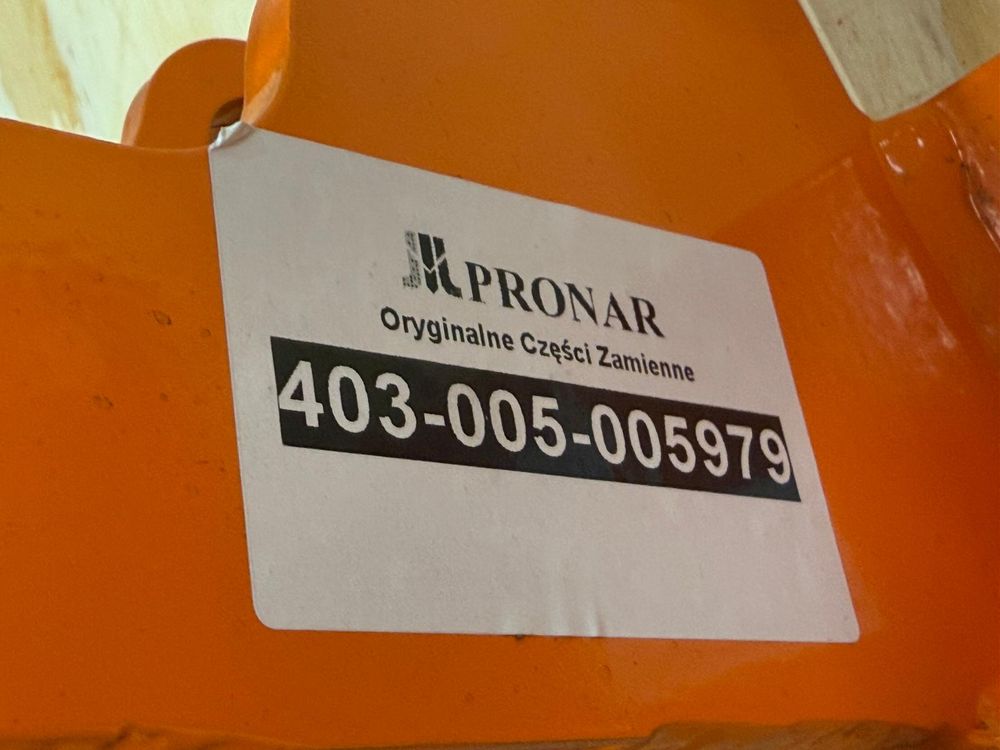 PRONAR
Oryginalne Części Zamienne
403-005-005979